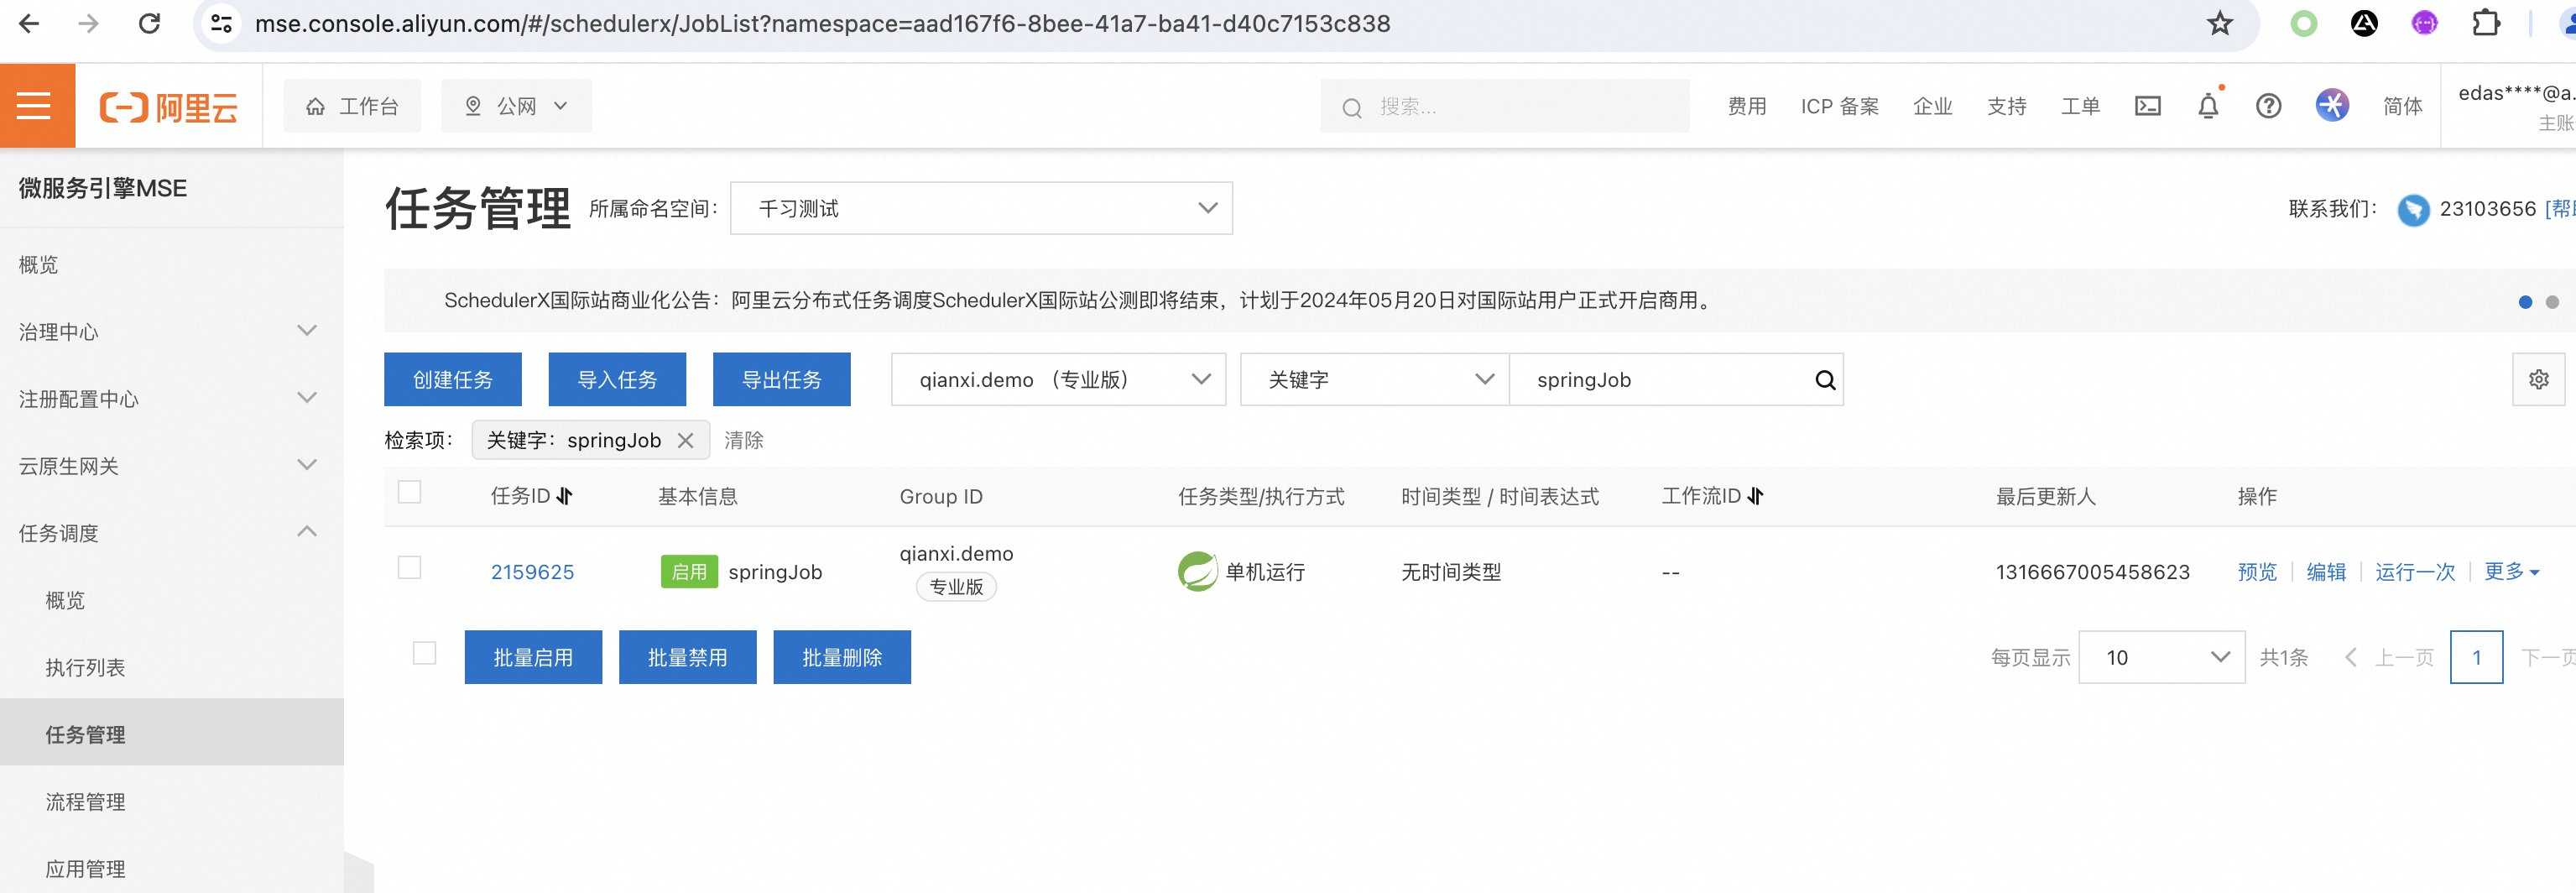 mse.console.aliyun.com/#/schedulerx/JobList?namespace=aad167f6-8bee-41a7-ba41-d40c7153c838
阿里云
工作台
公网
搜索...
费用
ICP 备案
企业
支持
工单
简体
edas****@a.
主账
微服务引擎MSE
概览
治理中心
注册配置中心
云原生网关
任务调度
概览
执行列表
任务管理
流程管理
应用管理
任务管理
所属命名空间：
千习测试
联系我们：
23103656 [帮
SchedulerX国际站商业化公告：阿里云分布式任务调度SchedulerX国际站公测即将结束，计划于2024年05月20日对国际站用户正式开启商用。
创建任务
导入任务
导出任务
qianxi.demo （专业版）
关键字
springJob
检索项：
关键字：springJob
清除
任务ID
基本信息
Group ID
任务类型/执行方式
时间类型 / 时间表达式
工作流ID
最后更新人
操作
2159625
启用
springJob
qianxi.demo
专业版
单机运行
无时间类型
--
1316667005458623
预览
编辑
运行一次
更多
批量启用
批量禁用
批量删除
每页显示
10
共1条
上一页
1
下一页